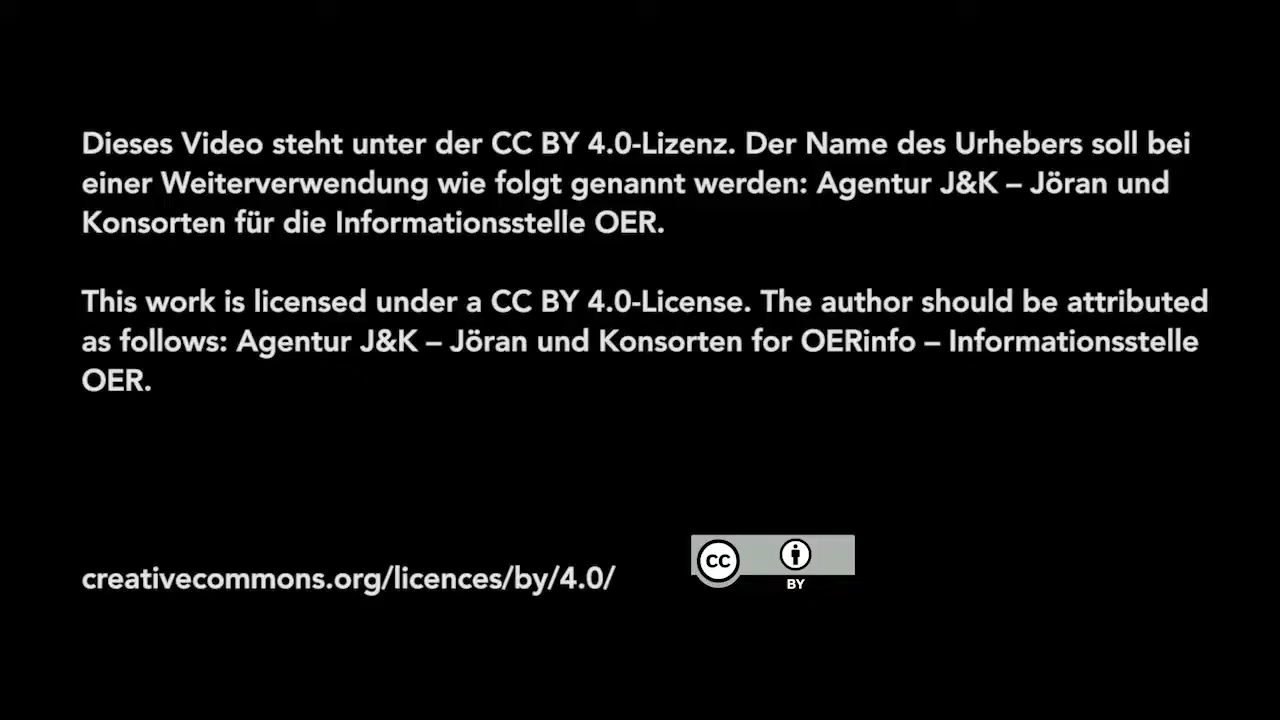 Dieses Video steht unter der CC BY 4.0-Lizenz. Der Name des Urhebers soll bei
einer Weiterverwendung wie folgt genannt werden: Agentur J&K – Jöran und
Konsorten für die Informationsstelle OER.
This work is licensed under a CC BY 4.0-License. The author should be attributed
as follows: Agentur J&K – Jöran und Konsorten for OERinfo – Informationsstelle
OER.
creativecommons.org/licences/by/4.0/
CC
BY